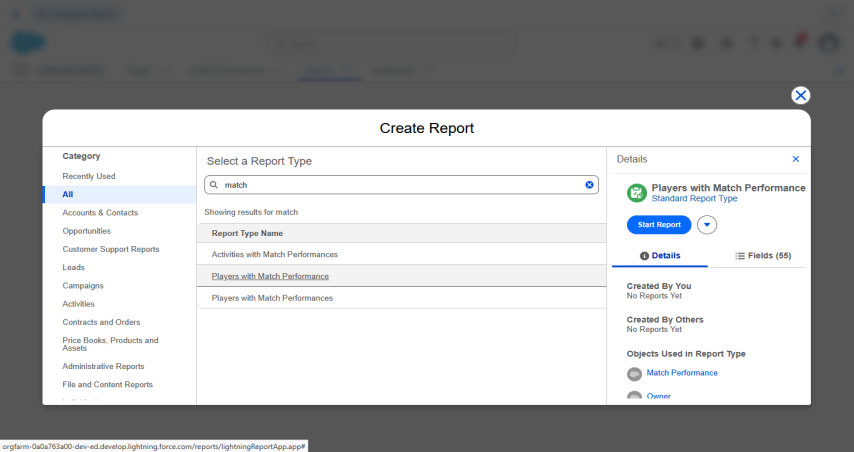 Create Report
Category
Recently Used
All
Accounts & Contacts
Opportunities
Customer Support Reports
Leads
Campaigns
Activities
Contracts and Orders
Price Books, Products and
Assets
Administrative Reports
File and Content Reports
Select a Report Type
match
Showing results for match
Report Type Name
Activities with Match Performances
Players with Match Performance
Players with Match Performances
Details
Players with Match Performance
Standard Report Type
Start Report
Details
Fields (55)
Created By You
No Reports Yet
Created By Others
No Reports Yet
Objects Used in Report Type
Match Performance
Owner
orgfarm-0a0a763a00-dev-ed.develop.lightning.force.com/reports/lightningReportApp.app#